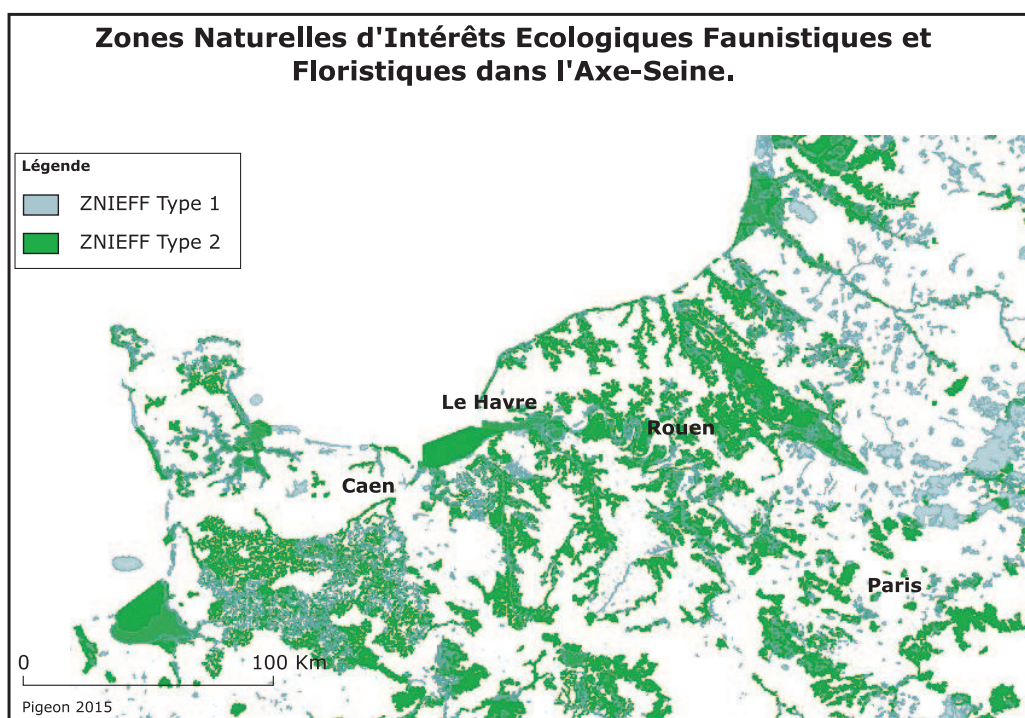 Zones Naturelles d'Intérêts Ecologiques Faunistiques et
Floristiques dans l'Axe-Seine.
Légende
ZNIEFF Type 1
ZNIEFF Type 2
Le Havre
Rouen
Caen
Paris
0 100 Km
Pigeon 2015